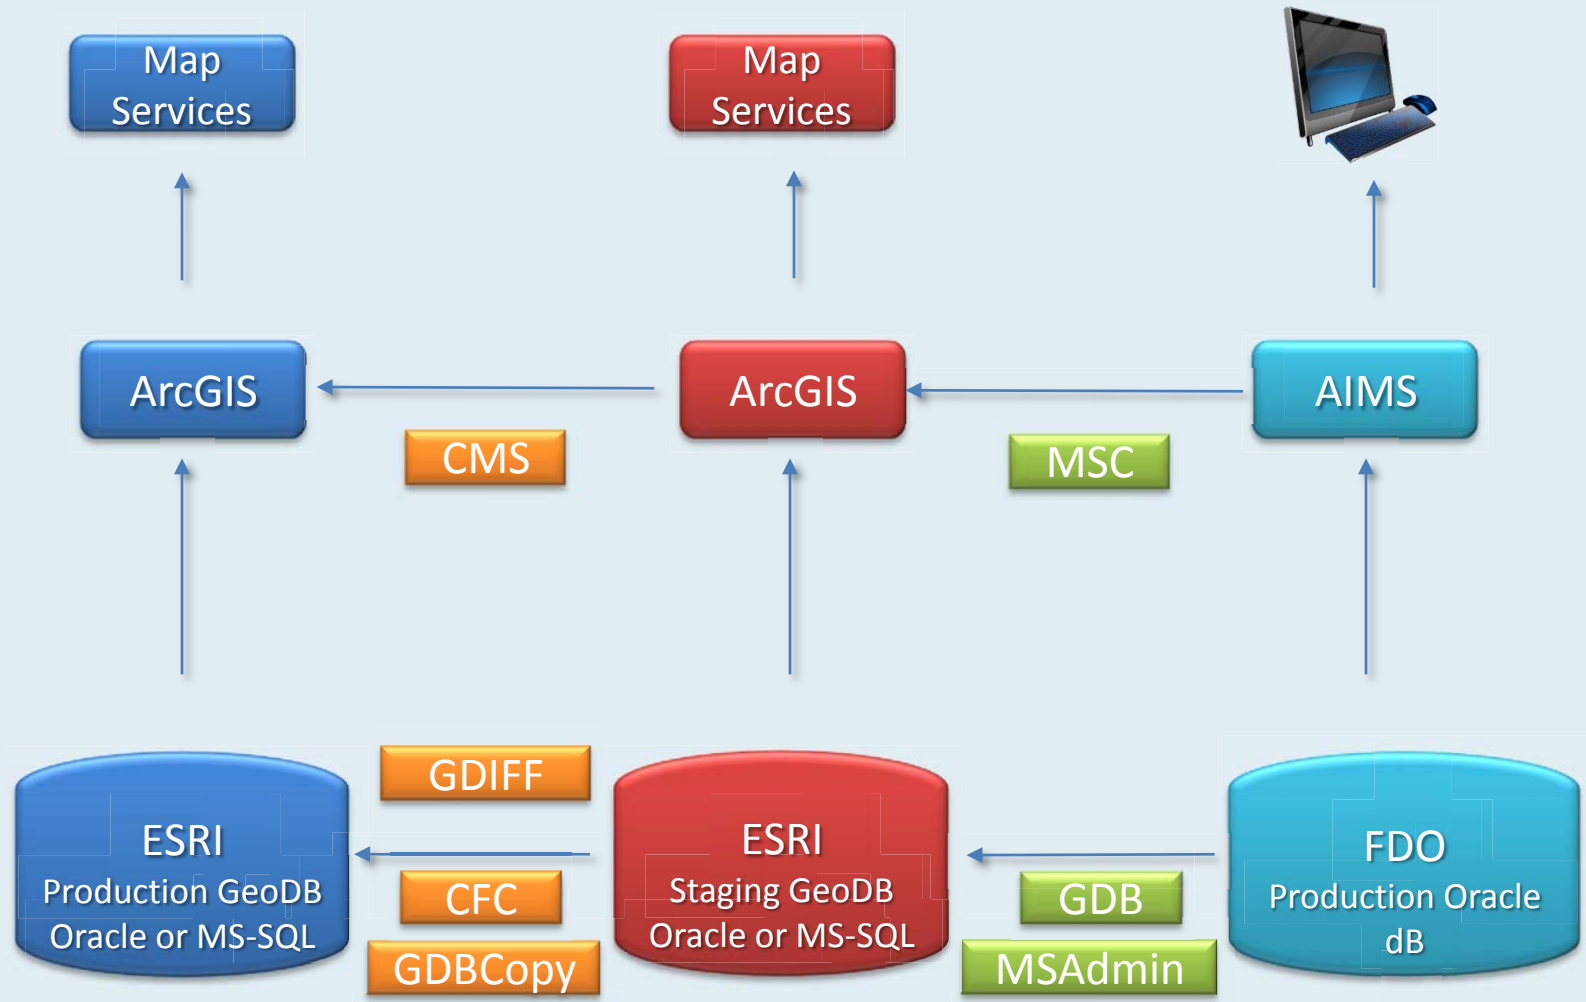 Map
Services
Map
Services
ArcGIS
ArcGIS
AIMS
CMS
MSC
GDIFF
ESRI
Production GeoDB
Oracle or MS-SQL
CFC
GDBCopy
ESRI
Staging GeoDB
Oracle or MS-SQL
GDB
MSAdmin
FDO
Production Oracle
dB